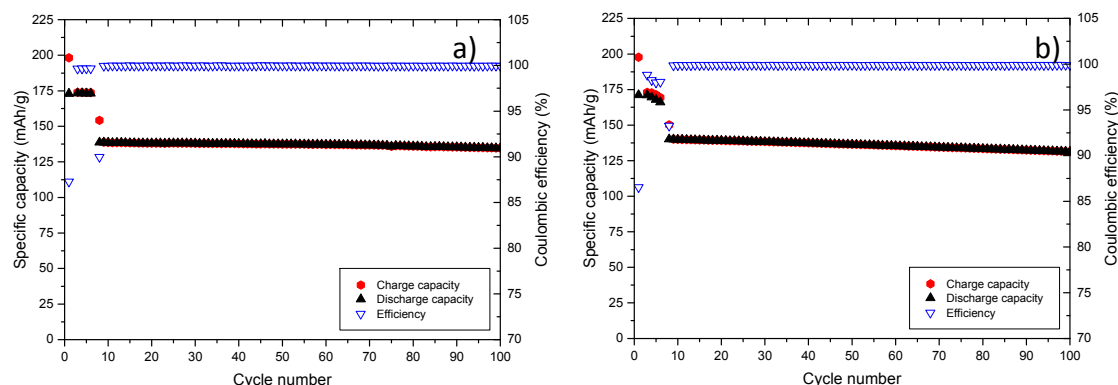 a)
225
200
175
150
125
100
75
50
25
0
Specific capacity (mAh/g)
105
100
95
90
85
80
75
70
Coulombic efficiency (%)
Charge capacity
Discharge capacity
Efficiency
0 10 20 30 40 50 60 70 80 90 100
Cycle number
b)
225
200
175
150
125
100
75
50
25
0
Specific capacity (mAh/g)
105
100
95
90
85
80
75
70
Coulombic efficiency (%)
Charge capacity
Discharge capacity
Efficiency
0 10 20 30 40 50 60 70 80 90 100
Cycle number